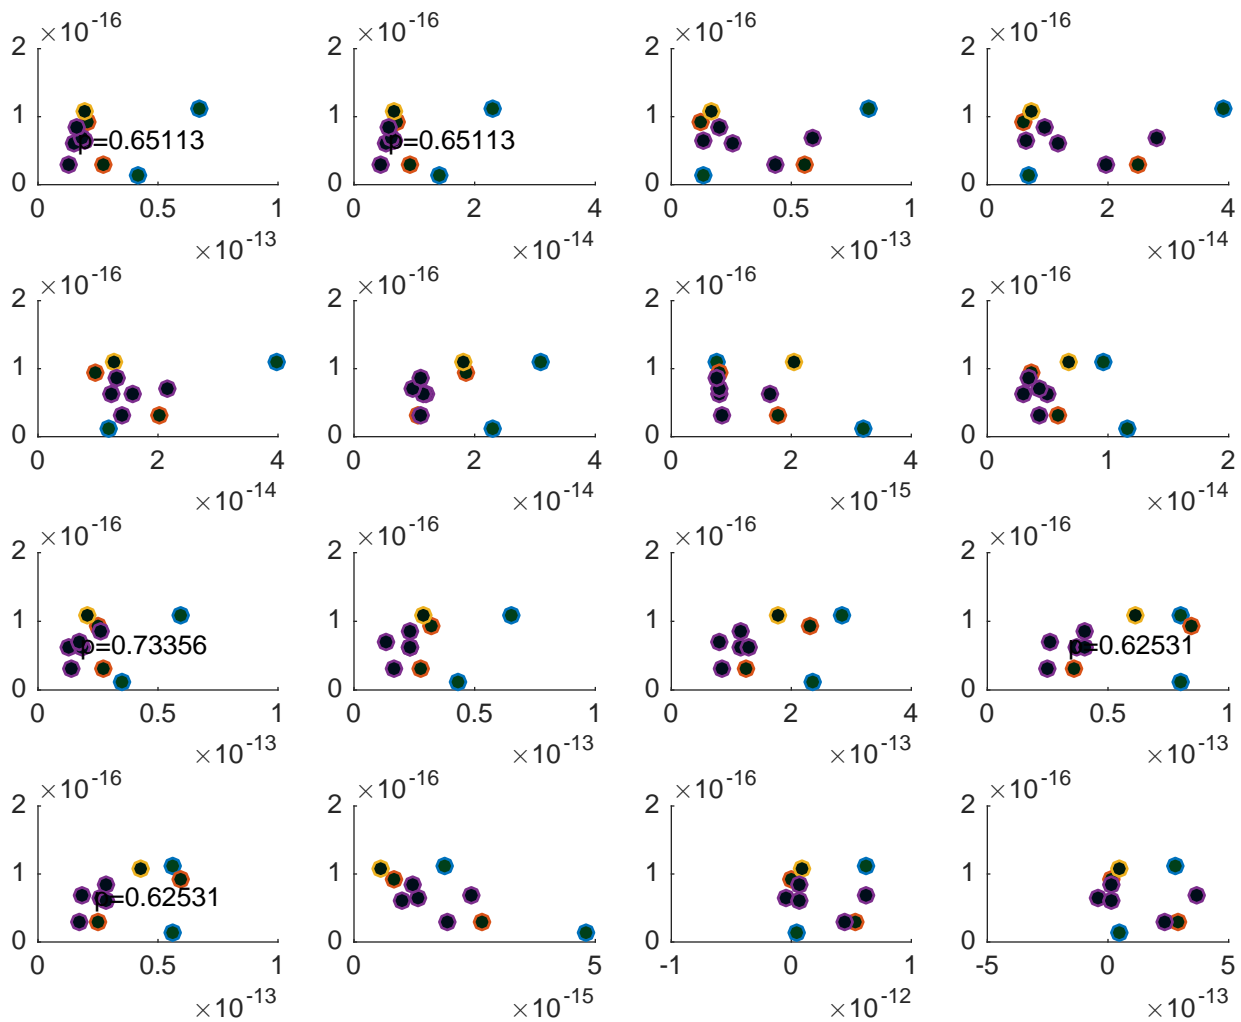 2 ×10-16 2 ×10-16 2 ×10-16 2 ×10-16
1 1 1 1
p=0.65113 p=0.65113
0 0 0 0
0 0.5 1 0 2 4 0 0.5 1 0 2 4
×10-13 ×10-14 ×10-13 ×10-14
2 ×10-16 2 ×10-16 2 ×10-16 2 ×10-16
1 1 1 1
0 0 0 0
0 2 4 0 2 4 0 2 4 0 1 2
×10-14 ×10-14 ×10-15 ×10-14
2 ×10-16 2 ×10-16 2 ×10-16 2 ×10-16
1 1 1 1
p=0.73356 p=0.62531
0 0 0 0
0 0.5 1 0 0.5 1 0 2 4 0 0.5 1
×10-13 ×10-13 ×10-13 ×10-13
2 ×10-16 2 ×10-16 2 ×10-16 2 ×10-16
1 1 1 1
p=0.62531
0 0 0 0
0 0.5 1 0 5 -1 0 1 -5 0 5
×10-13 ×10-15 ×10-12 ×10-13